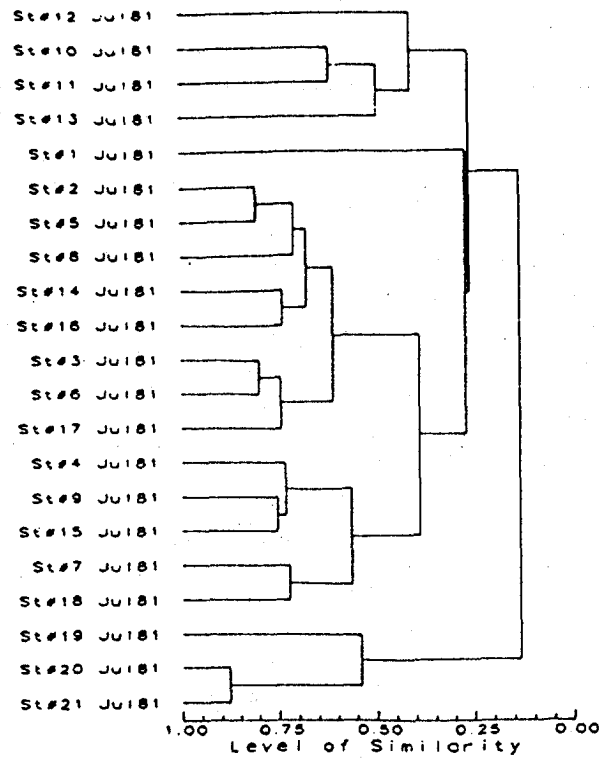 St#12 Jul81
St#10 Jul81
St#11 Jul81
St#13 Jul81
St#1 Jul81
St#2 Jul81
St#5 Jul81
St#8 Jul81
St#14 Jul81
St#16 Jul81
St#3 Jul81
St#6 Jul81
St#17 Jul81
St#4 Jul81
St#9 Jul81
St#15 Jul81
St#7 Jul81
St#18 Jul81
St#19 Jul81
St#20 Jul81
St#21 Jul81
1.00 0.75 0.50 0.25 0.00
Level of Similarity